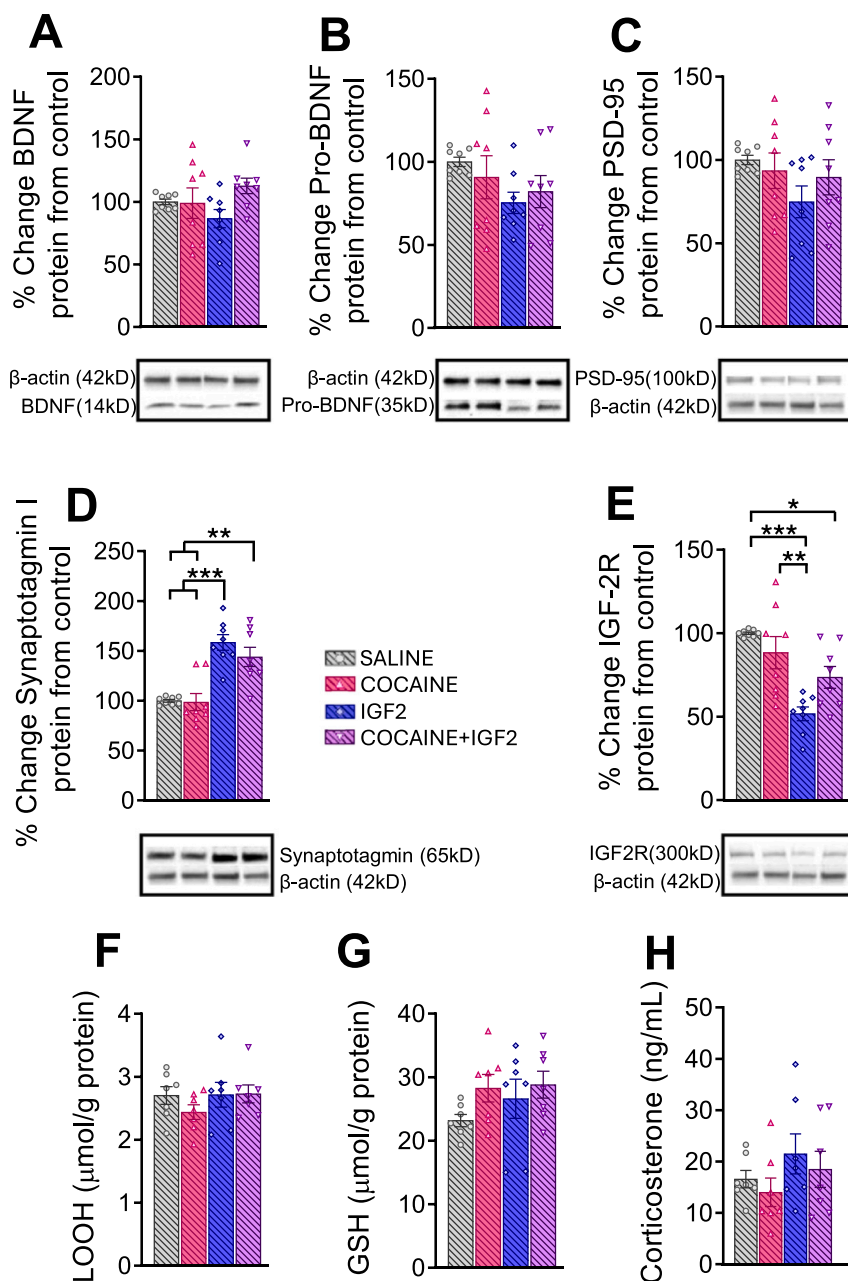 A
B
C
% Change BDNF
protein from control
200
150
100
50
0
% Change Pro-BDNF
protein from control
150
100
50
0
% Change PSD-95
protein from control
150
100
50
0
β-actin (42kD)
BDNF(14kD)
β-actin (42kD)
Pro-BDNF(35kD)
PSD-95(100kD)
β-actin (42kD)
D
E
% Change Synaptotagmin I
protein from control
250
200
150
100
50
0
**
***
SALINE
COCAINE
IGF2
COCAINE+IGF2
% Change IGF-2R
protein from control
150
100
50
0
*
***
**
Synaptotagmin (65kD)
β-actin (42kD)
IGF2R(300kD)
β-actin (42kD)
F
G
H
LOOH (μmol/g protein)
4
3
2
1
0
GSH (μmol/g protein)
40
30
20
10
0
Corticosterone (ng/mL)
50
40
30
20
10
0